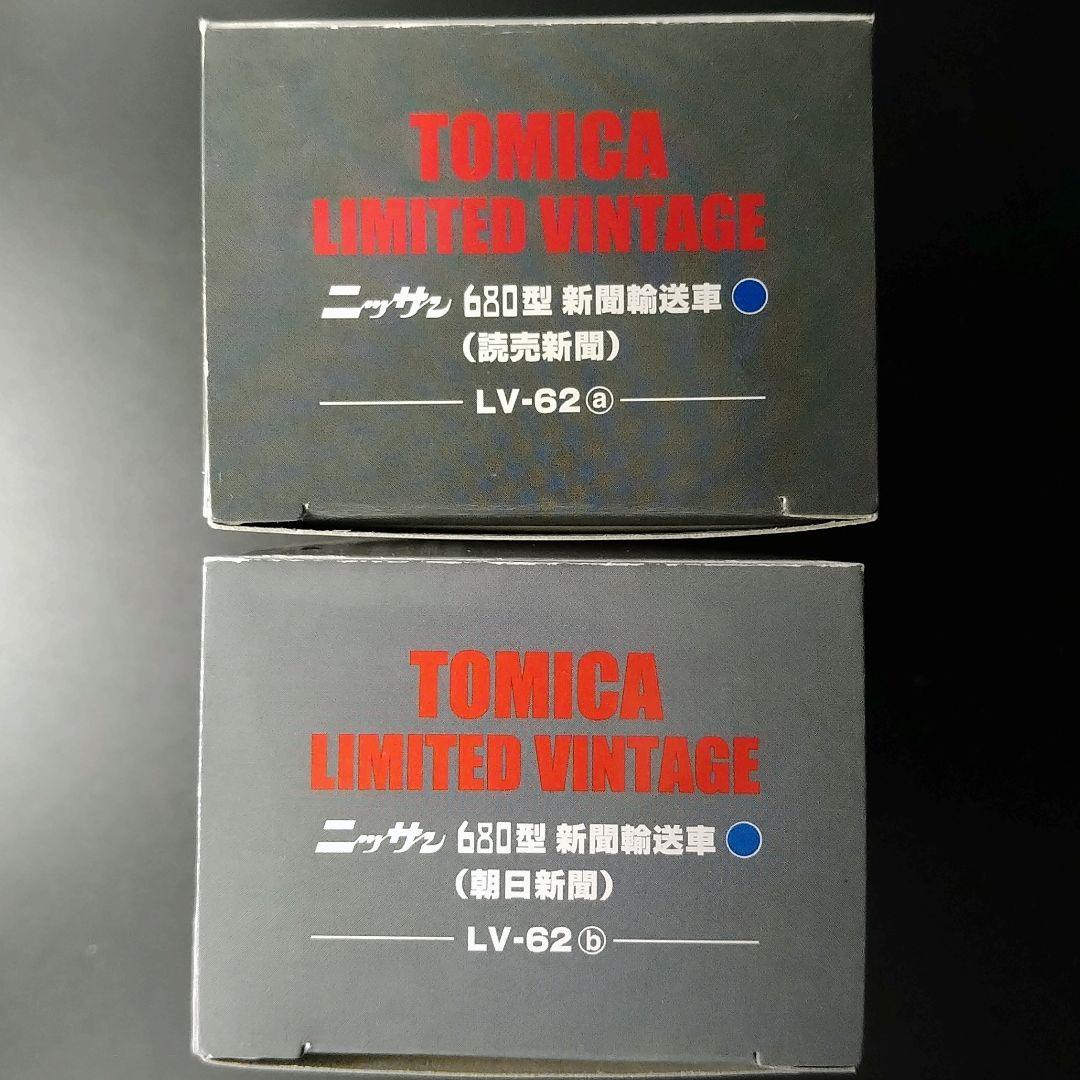 TOMICA
LIMITED VINTAGE
ニッサン 680型 新聞輸送車
（読売新聞）
LV-62ⓐ
TOMICA
LIMITED VINTAGE
ニッサン 680型 新聞輸送車
（朝日新聞）
LV-62ⓑ